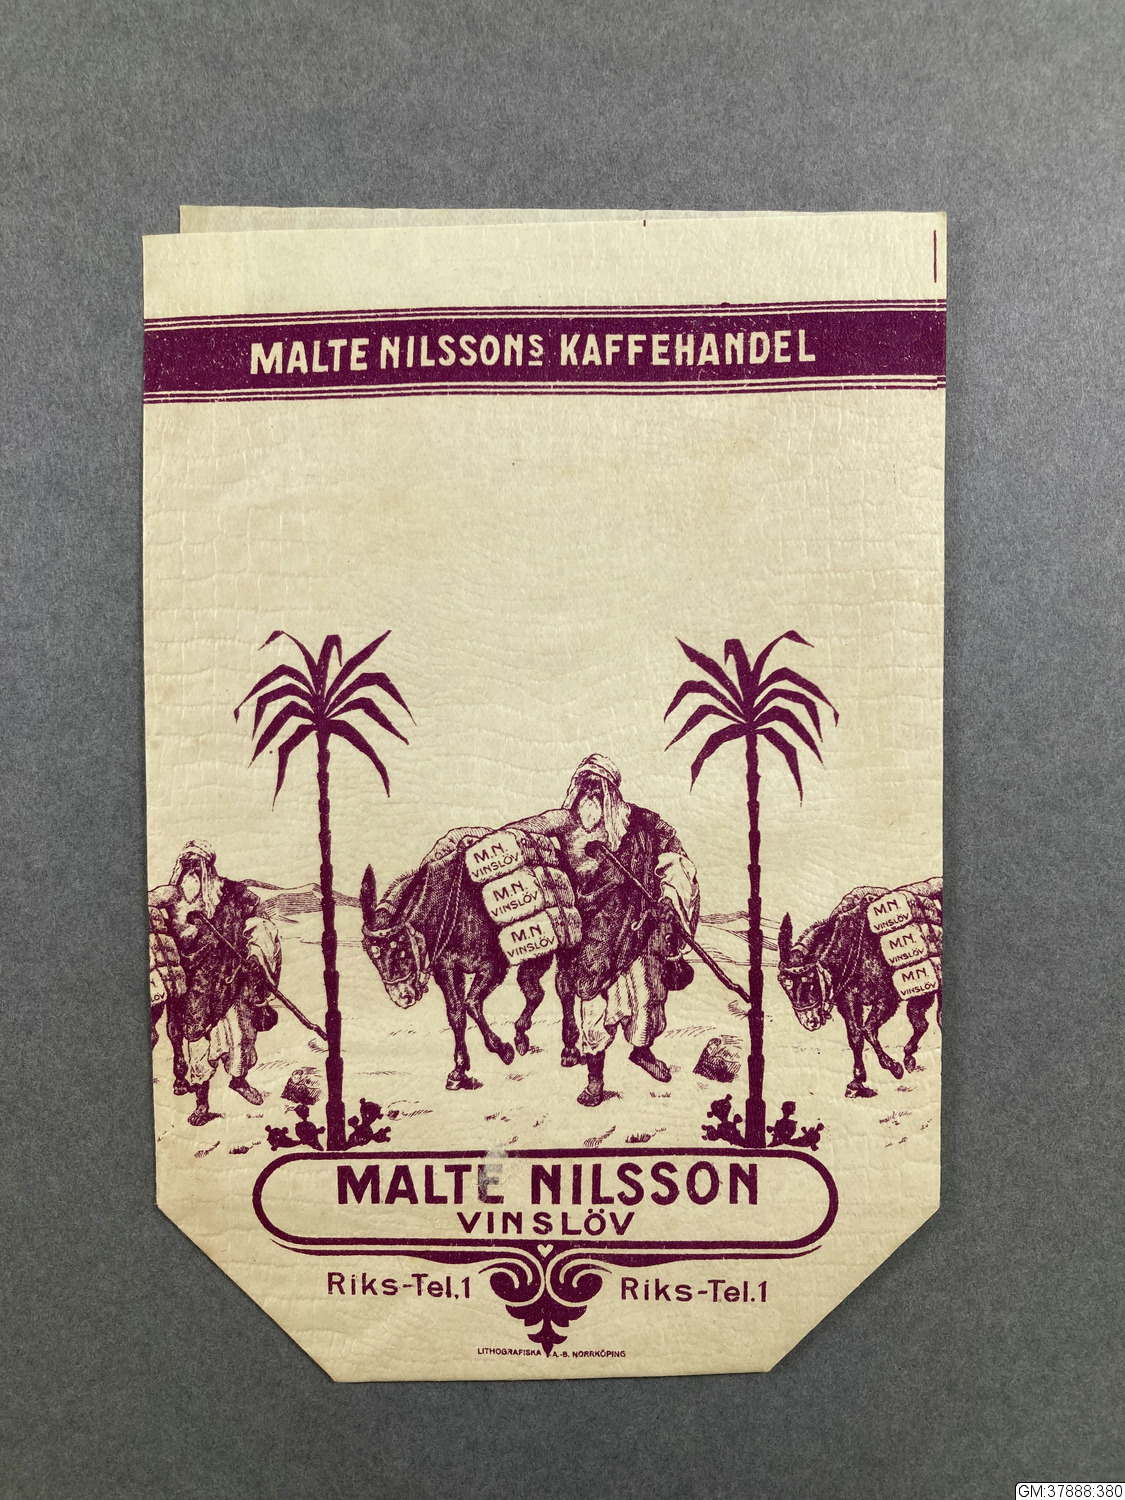 MALTE NILSSONS KAFFEHANDEL
M.N.
VINSLÖV
M.N.
VINSLÖV
M.N.
VINSLÖV
M.N.
VINSLÖV
M.N.
VINSLÖV
M.N.
VINSLÖV
ÖV
MALTE NILSSON
VINSLÖV
Riks-Tel.1 Riks-Tel.1
LITHOGRAFISKA A.-B. NORRKÖPING
GM:37888:380